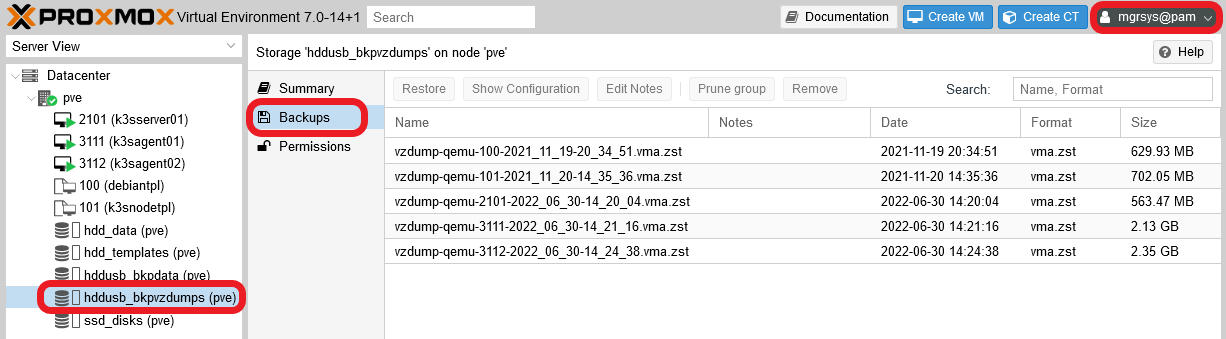 PROXMOX Virtual Environment 7.0-14+1 Search Documentation Create VM Create CT mgrsys@pam
Server View
Storage 'hddusb_bkpvzdumps' on node 'pve' Help
Datacenter
pve
2101 (k3sserver01)
3111 (k3sagent01)
3112 (k3sagent02)
100 (debiantpl)
101 (k3snodetpl)
hdd_data (pve)
hdd_templates (pve)
hddusb_bkpdata (pve)
hddusb_bkpvzdumps (pve)
ssd_disks (pve)
Summary
Backups
Permissions
Restore Show Configuration Edit Notes Prune group Remove Search: Name, Format
Name Notes Date Format Size
vzdump-qemu-100-2021_11_19-20_34_51.vma.zst 2021-11-19 20:34:51 vma.zst 629.93 MB
vzdump-qemu-101-2021_11_20-14_35_36.vma.zst 2021-11-20 14:35:36 vma.zst 702.05 MB
vzdump-qemu-2101-2022_06_30-14_20_04.vma.zst 2022-06-30 14:20:04 vma.zst 563.47 MB
vzdump-qemu-3111-2022_06_30-14_21_16.vma.zst 2022-06-30 14:21:16 vma.zst 2.13 GB
vzdump-qemu-3112-2022_06_30-14_24_38.vma.zst 2022-06-30 14:24:38 vma.zst 2.35 GB